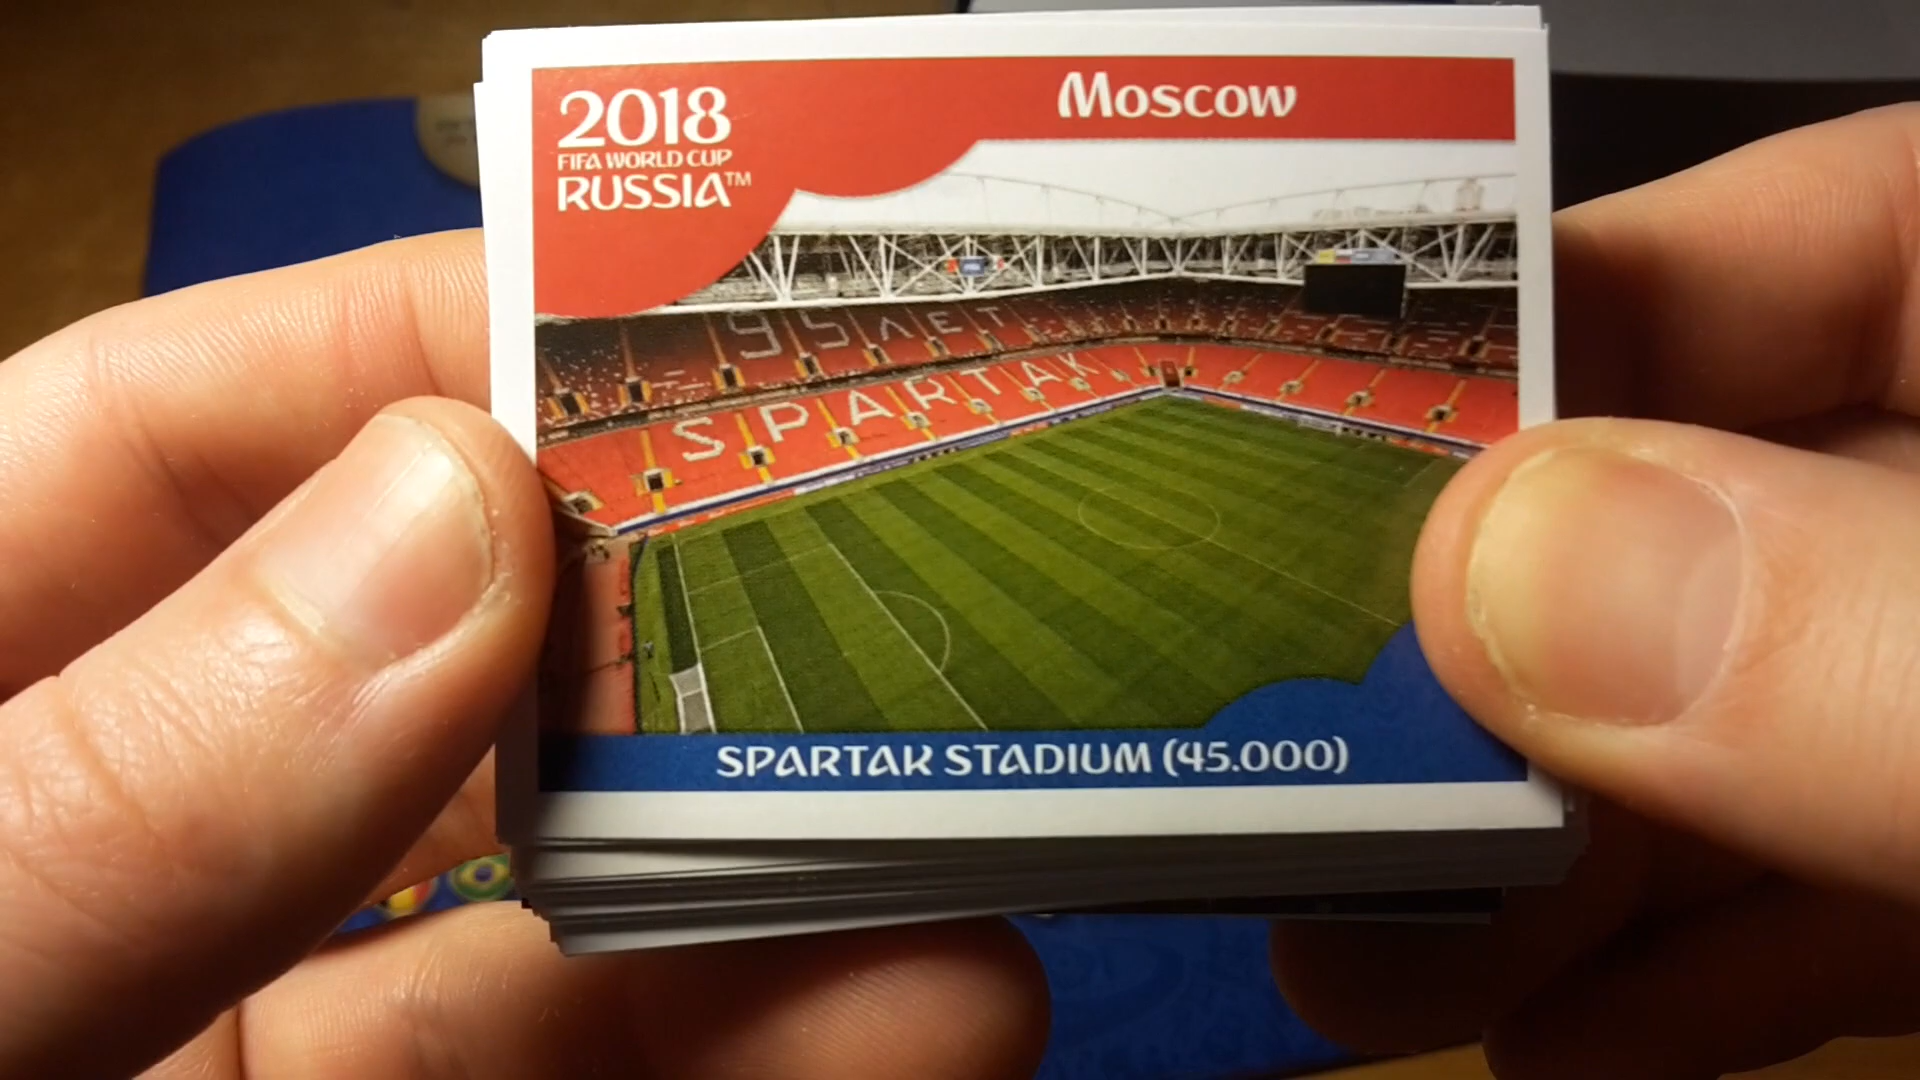 2018
FIFA WORLD CUP
RUSSIA™
Moscow
95 ЛЕТ
SPARTAK
SPARTAK STADIUM (45.000)